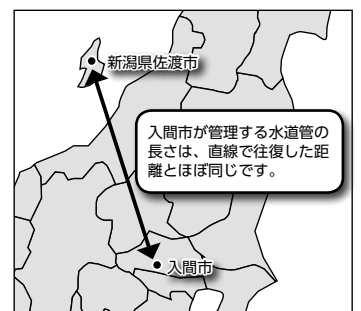 新潟県佐渡市
入間市が管理する水道管の
長さは、直線で往復した距
離とほぼ同じです。
入間市